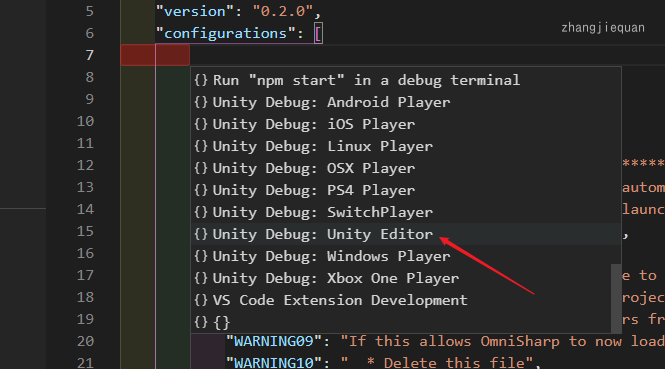 5 "version": "0.2.0",
6 "configurations": [
zhangjiequan
7
8 {} Run "npm start" in a debug terminal
9 {} Unity Debug: Android Player
10 {} Unity Debug: iOS Player
11 {} Unity Debug: Linux Player
12 {} Unity Debug: OSX Player *****
13 {} Unity Debug: PS4 Player autom
14 {} Unity Debug: SwitchPlayer launc
15 {} Unity Debug: Unity Editor ,
16 {} Unity Debug: Windows Player
17 {} Unity Debug: Xbox One Player e to
18 {} VS Code Extension Development rojec
19 {} {} rs fr
20 "WARNING09": "If this allows OmniSharp to now load
21 "WARNING10": " * Delete this file",